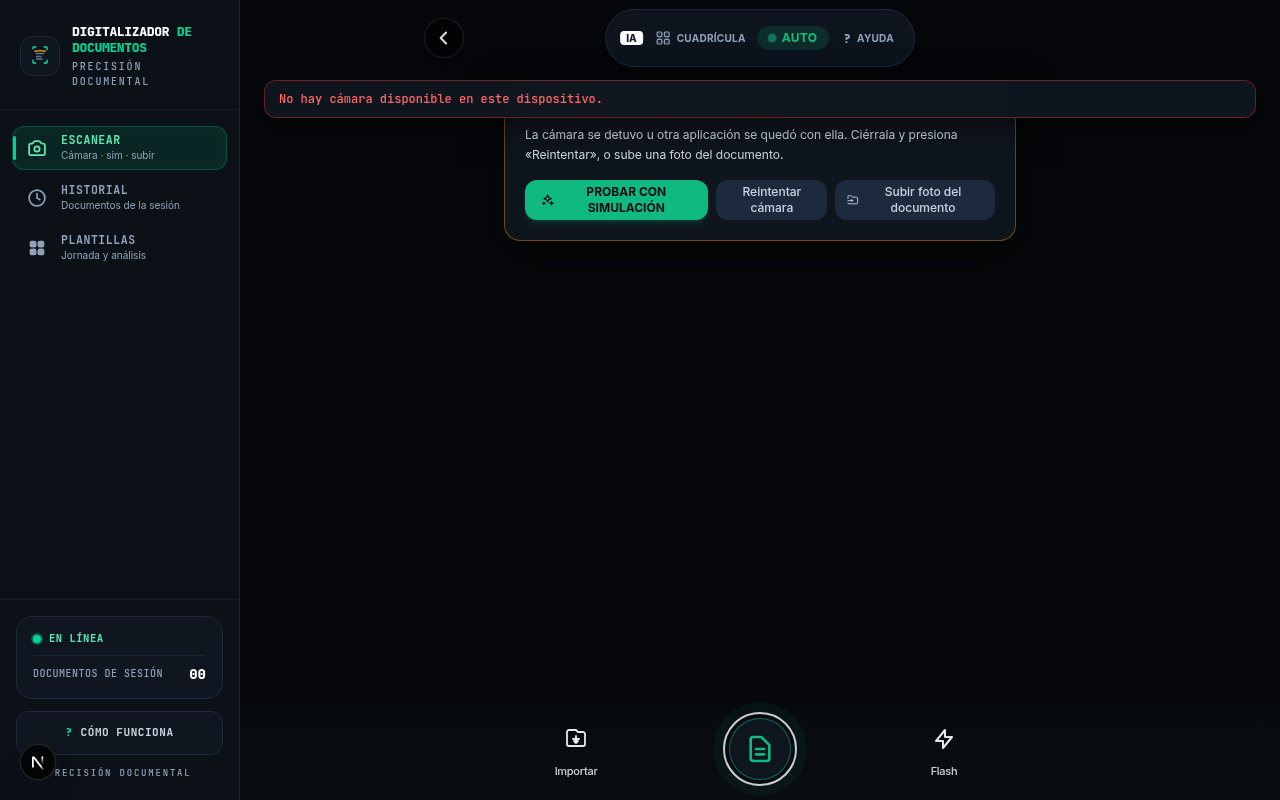 DIGITALIZADOR DE
DOCUMENTOS
PRECISIÓN
DOCUMENTAL
ESCANEAR
Cámara · sim · subir
HISTORIAL
Documentos de la sesión
PLANTILLAS
Jornada y análisis
EN LÍNEA
DOCUMENTOS DE SESIÓN 00
? CÓMO FUNCIONA
N
RECISIÓN DOCUMENTAL
IA CUADRÍCULA AUTO ? AYUDA
No hay cámara disponible en este dispositivo.
La cámara se detuvo u otra aplicación se quedó con ella. Ciérrala y presiona
«Reintentar», o sube una foto del documento.
PROBAR CON
SIMULACIÓN
Reintentar
cámara
Subir foto del
documento
Importar
Flash